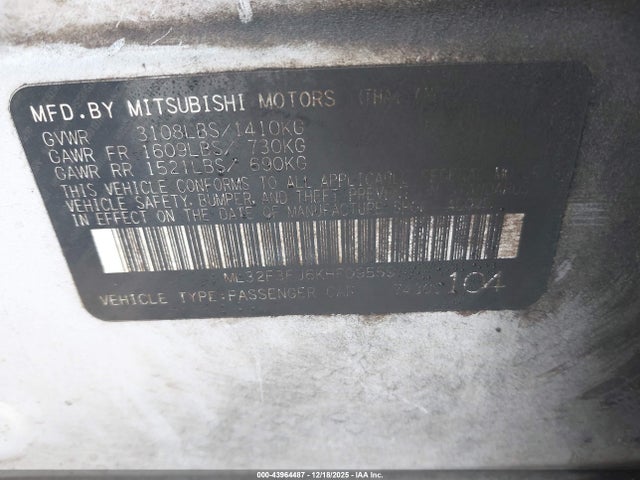 MFD.BY MITSUBISHI MOTORS
GVWR 3108LBS/1410KG
GAWR FR 1609LBS/ 730KG
GAWR RR 1521LBS/ 690KG
THIS VEHICLE CONFORMS TO ALL APPLICABLE
VEHICLE SAFETY, BUMPER, AND THEFT
IN EFFECT ON THE DATE OF MANUFACTURE
VEHICLE TYPE:PASSENGER 104
000-43964487 - 12/18/2025 - IAAI Inc.